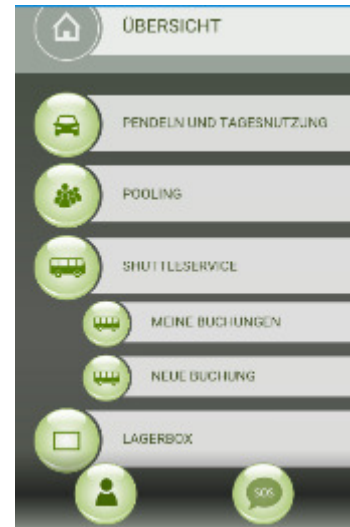 ÜBERSICHT
PENDELN UND TAGESNUTZUNG
POOLING
SHUTTLESERVICE
MEINE BUCHUNGEN
NEUE BUCHUNG
LAGERBOX
SOS